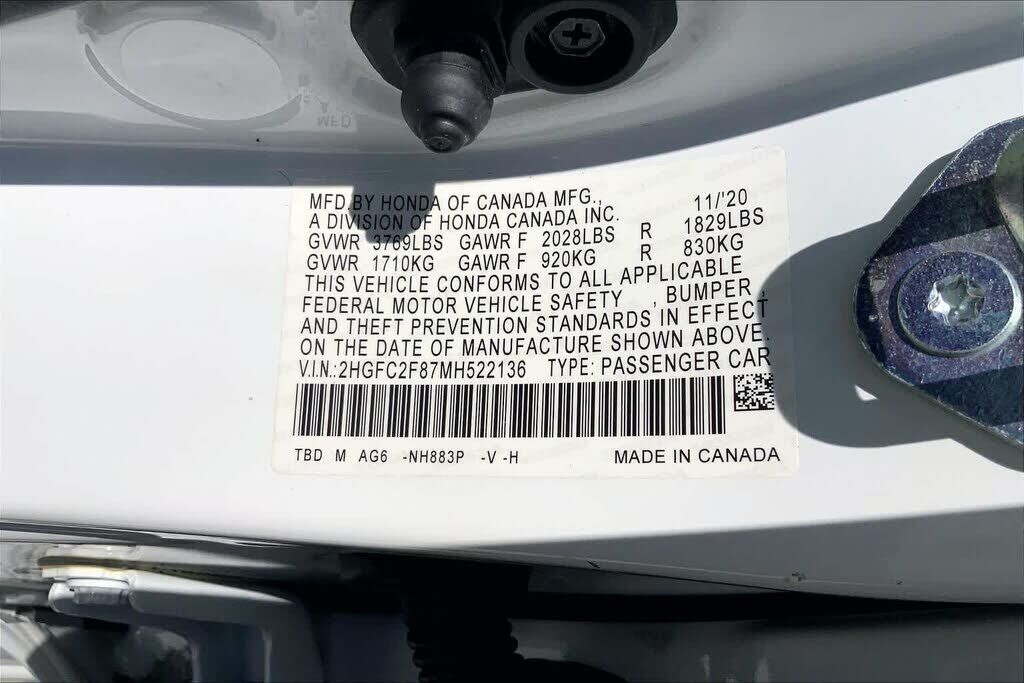 MFD.BY HONDA OF CANADA MFG., 11/'20
A DIVISION OF HONDA CANADA INC.
GVWR 3769LBS GAWR F 2028LBS R 1829LBS
GVWR 1710KG GAWR F 920KG R 830KG
THIS VEHICLE CONFORMS TO ALL APPLICABLE
FEDERAL MOTOR VEHICLE SAFETY , BUMPER ,
AND THEFT PREVENTION STANDARDS IN EFFECT
ON THE DATE OF MANUFACTURE SHOWN ABOVE.
V.I.N.:2HGFC2F87MH522136 TYPE: PASSENGER CAR
TBD M AG6 -NH883P -V -H MADE IN CANADA